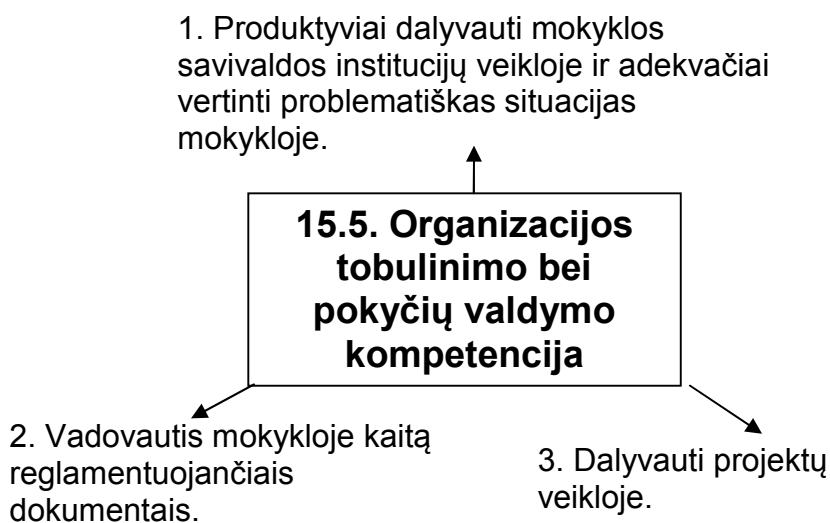 1. Produktyviai dalyvauti mokyklos
savivaldos institucijų veikloje ir adekvačiai
vertinti problematiškas situacijas
mokykloje.
15.5. Organizacijos
tobulinimo bei
pokyčių valdymo
kompetencija
2. Vadovautis mokykloje kaitą
reglamentuojančiais
dokumentais.
3. Dalyvauti projektų
veikloje.